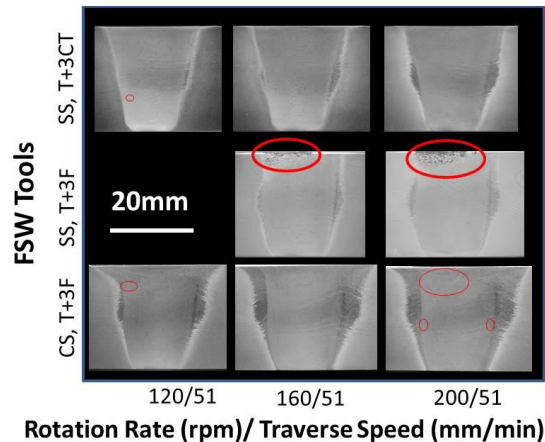 FSW Tools
SS, T+3CT
SS, T+3F
CS, T+3F
20mm
120/51 160/51 200/51
Rotation Rate (rpm)/ Traverse Speed (mm/min)